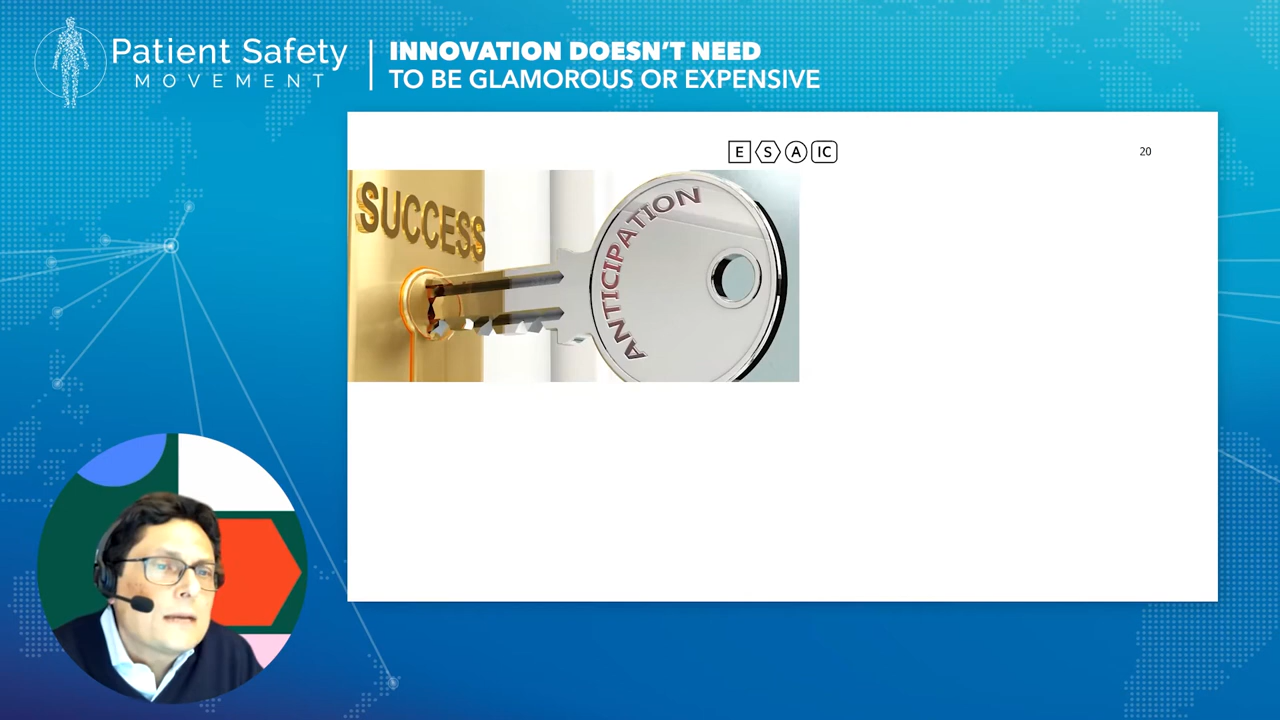 Patient Safety
MOVEMENT
INNOVATION DOESN'T NEED
TO BE GLAMOROUS OR EXPENSIVE
E S A IC
20
SUCCESS
ANTICIPATION